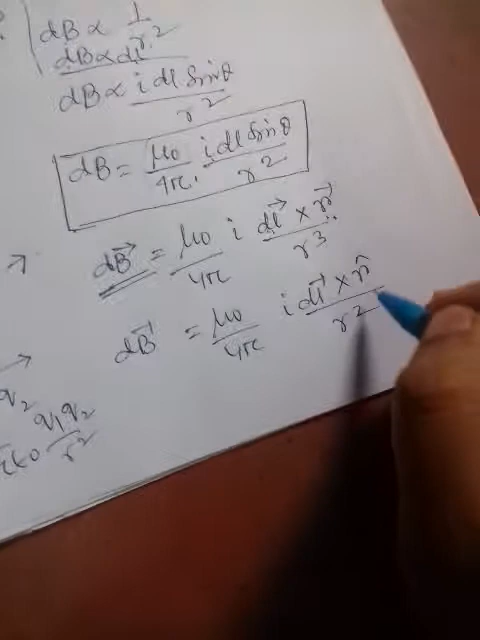 dB ∝ 1/r²
dB ∝ dl
dB ∝ i dl Sinθ / r²
dB = μ₀/4π · i dl Sinθ / r²
→ dB⃗ = μ₀/4π i dl⃗ × r⃗ / r³
dB⃗ = μ₀/4π i dl⃗ × r̂ / r²
q₂
q₁q₂ / r²